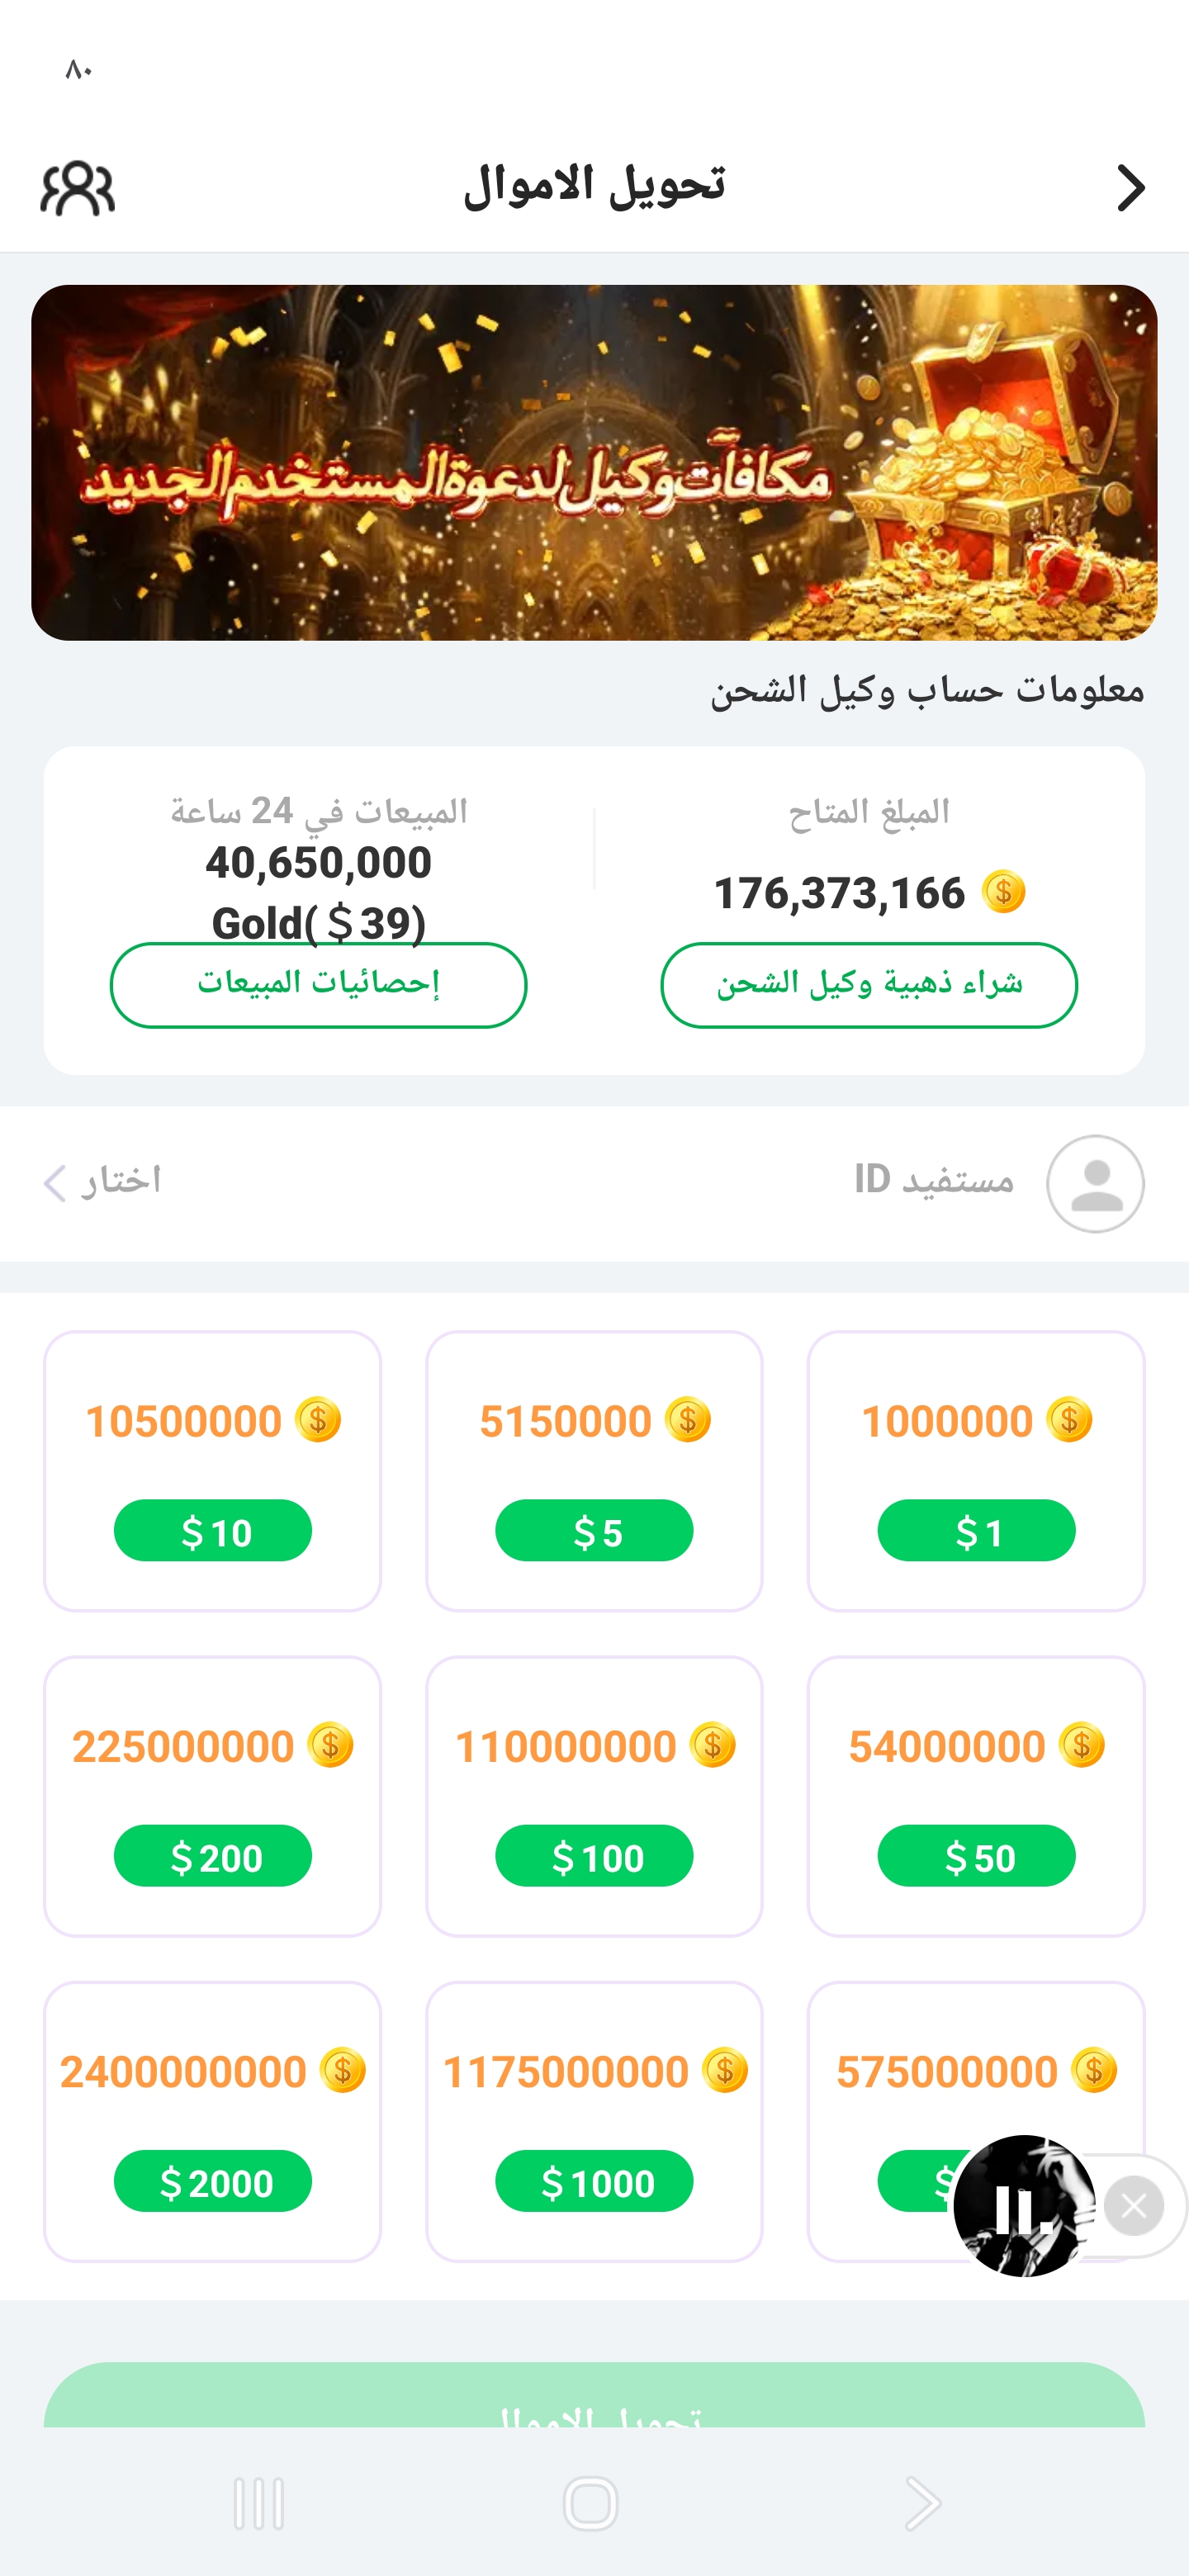 ٨٠
تحويل الاموال
مكافآت وكيل لدعوة المستخدم الجديد
معلومات حساب وكيل الشحن
المبلغ المتاح
176,373,166
شراء ذهبية وكيل الشحن
المبيعات في 24 ساعة
40,650,000
Gold($39)
إحصائيات المبيعات
مستفيد ID
اختار
1000000
$1
5150000
$5
10500000
$10
54000000
$50
110000000
$100
225000000
$200
575000000
$
1175000000
$1000
2400000000
$2000
تحويل الاموال